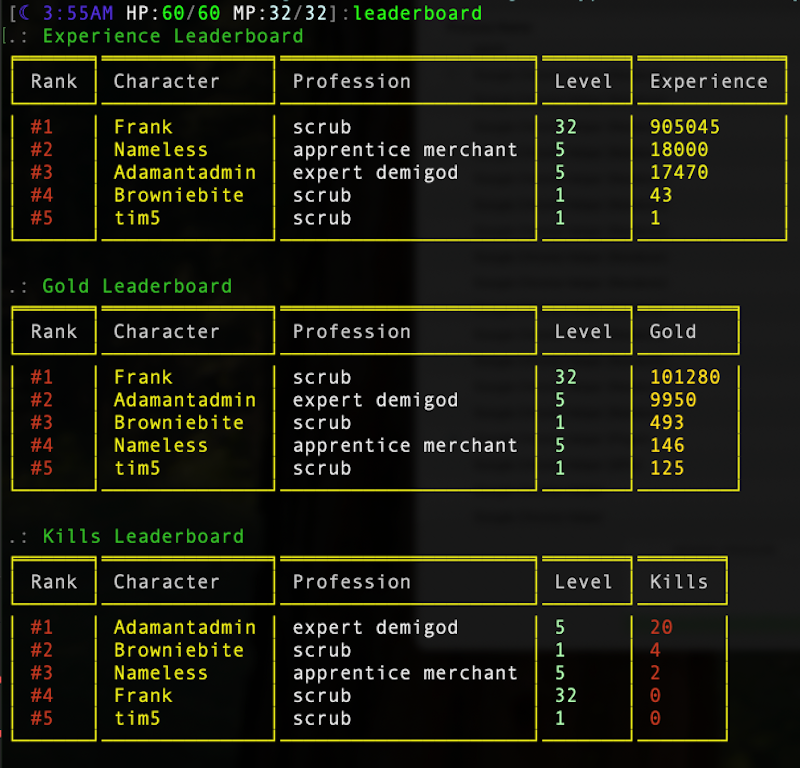 [☾ 3:55AM HP:60/60 MP:32/32]:leaderboard
.: Experience Leaderboard
Rank Character Profession Level Experience
#1 Frank scrub 32 905045
#2 Nameless apprentice merchant 5 18000
#3 Adamantadmin expert demigod 5 17470
#4 Browniebite scrub 1 43
#5 tim5 scrub 1 1
.: Gold Leaderboard
Rank Character Profession Level Gold
#1 Frank scrub 32 101280
#2 Adamantadmin expert demigod 5 9950
#3 Browniebite scrub 1 493
#4 Nameless apprentice merchant 5 146
#5 tim5 scrub 1 125
.: Kills Leaderboard
Rank Character Profession Level Kills
#1 Adamantadmin expert demigod 5 20
#2 Browniebite scrub 1 4
#3 Nameless apprentice merchant 5 2
#4 Frank scrub 32 0
#5 tim5 scrub 1 0